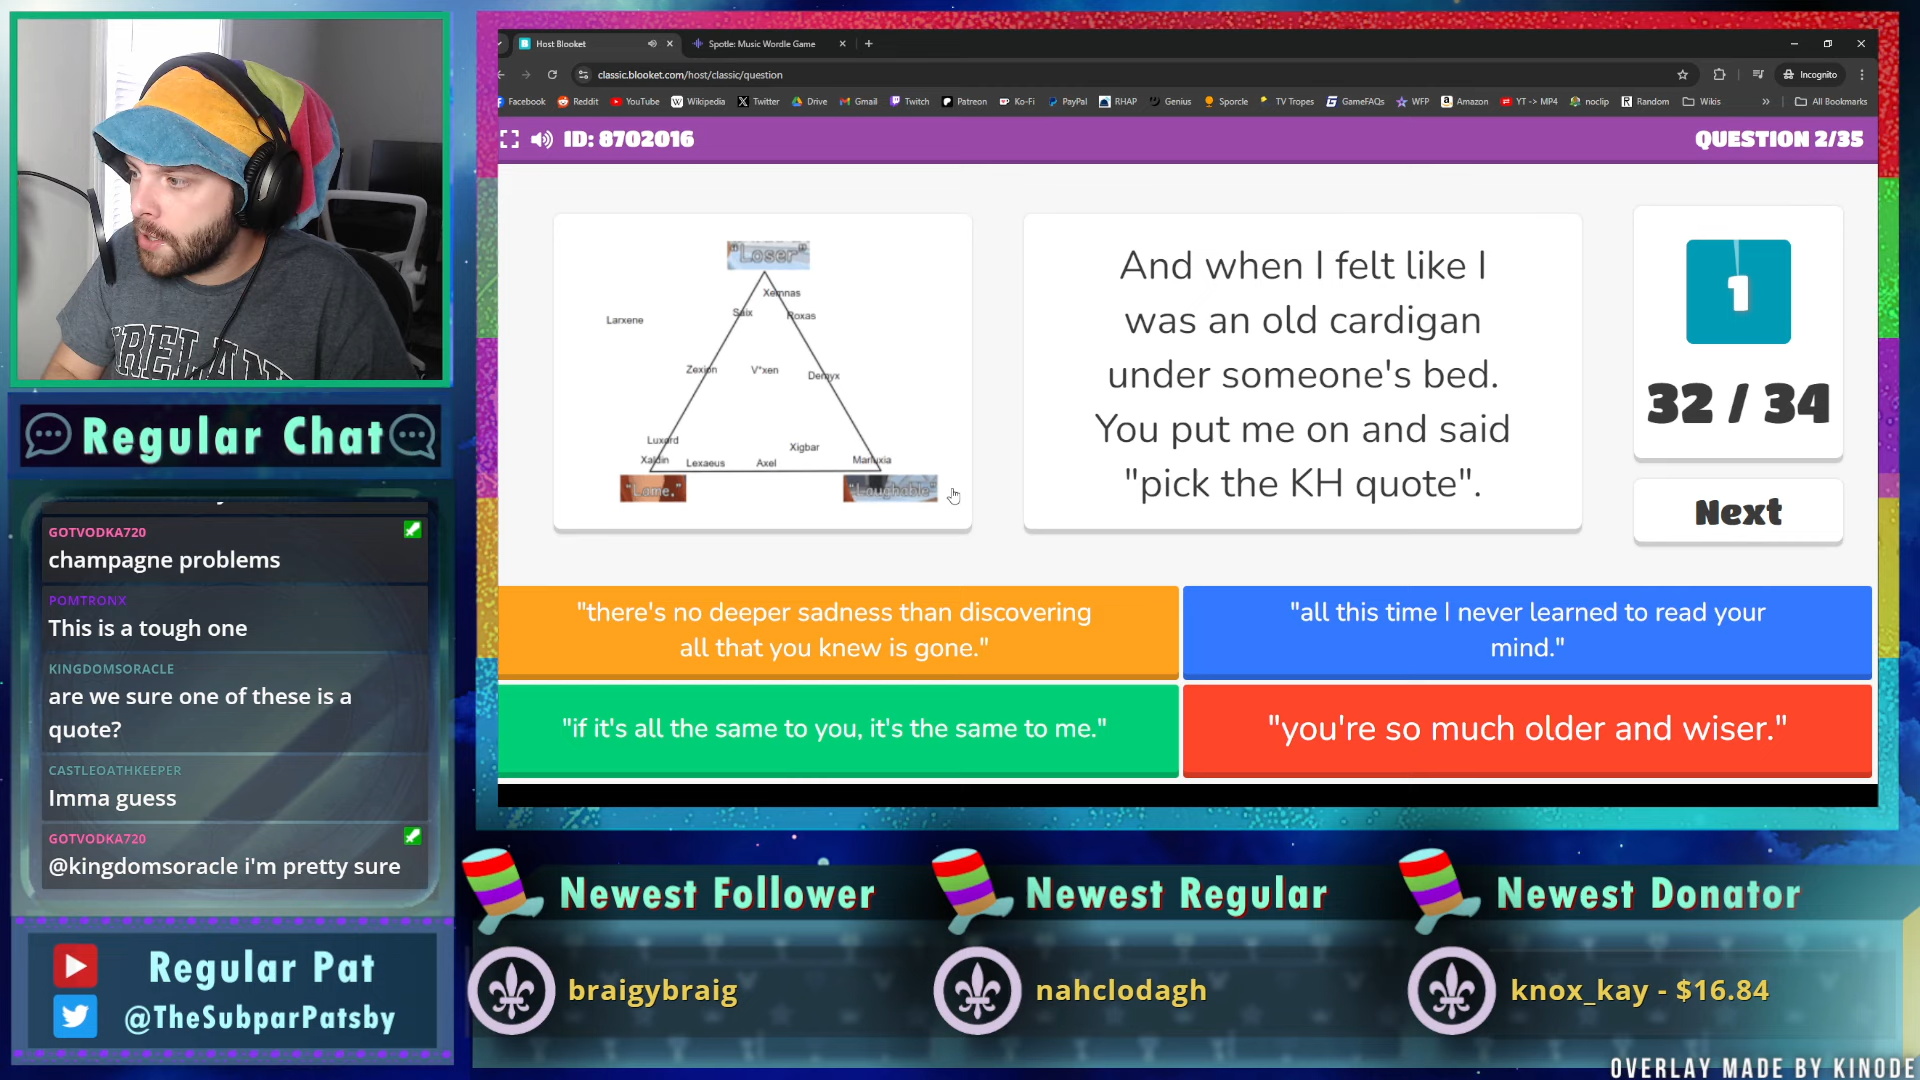 Host Blooket
Spotle: Music Wordle Game
classic.blooket.com/host/classic/question
Incognito
Facebook
Reddit
YouTube
Wikipedia
Twitter
Drive
Gmail
Twitch
Patreon
Ko-Fi
PayPal
RHAP
Genius
Sporcle
TV Tropes
GameFAQs
WFP
Amazon
YT -> MP4
noclip
Random
Wikis
All Bookmarks
ID: 8702016
QUESTION 2/35
"Loser"
Xemnas
Saix
Roxas
Larxene
Zexion
V*xen
Demyx
Luxord
Xigbar
Xaldin
Lexaeus
Axel
Marluxia
"Lame."
"Laughable"
And when I felt like I
was an old cardigan
under someone's bed.
You put me on and said
"pick the KH quote".
1
32 / 34
Next
"there's no deeper sadness than discovering
all that you knew is gone."
"all this time I never learned to read your
mind."
"if it's all the same to you, it's the same to me."
"you're so much older and wiser."
IRELAND
Regular Chat
GOTVODKA720
champagne problems
POMTRONX
This is a tough one
KINGDOMSORACLE
are we sure one of these is a
quote?
CASTLEOATHKEEPER
Imma guess
GOTVODKA720
@kingdomsoracle i'm pretty sure
Regular Pat
@TheSubparPatsby
Newest Follower
braigybraig
Newest Regular
nahclodagh
Newest Donator
knox_kay - $16.84
OVERLAY MADE BY KINODE